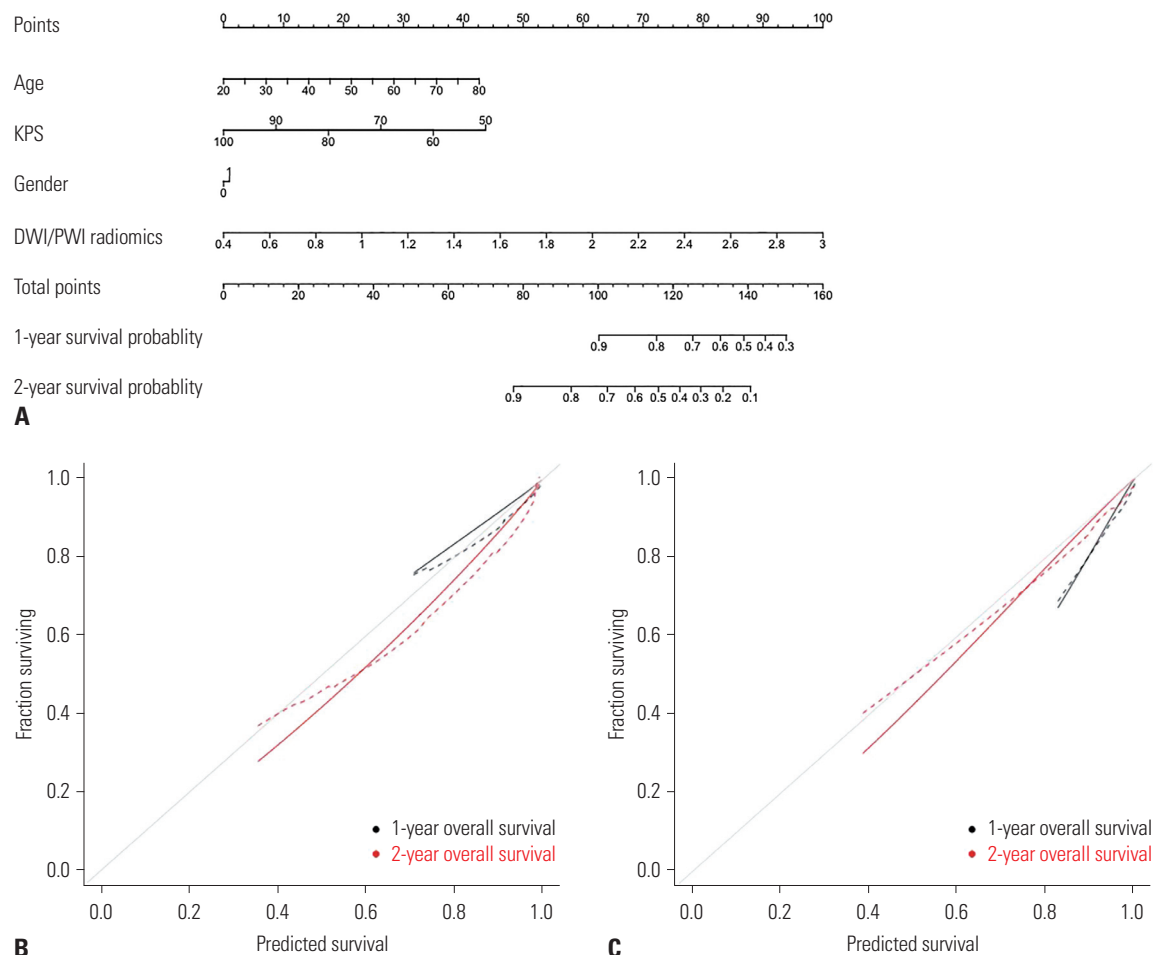 Points 0 10 20 30 40 50 60 70 80 90 100
Age 20 30 40 50 60 70 80
90 70 50
KPS
100 80 60
1
Gender
0
DWI/PWI radiomics 0.4 0.6 0.8 1 1.2 1.4 1.6 1.8 2 2.2 2.4 2.6 2.8 3
Total points 0 20 40 60 80 100 120 140 160
1-year survival probablity 0.9 0.8 0.7 0.6 0.5 0.4 0.3
2-year survival probablity 0.9 0.8 0.7 0.6 0.5 0.4 0.3 0.2 0.1
A
Fraction surviving
1.0
0.8
0.6
0.4
0.2
0.0
1-year overall survival
2-year overall survival
0.0 0.2 0.4 0.6 0.8 1.0
Predicted survival
B
Fraction surviving
1.0
0.8
0.6
0.4
0.2
0.0
1-year overall survival
2-year overall survival
0.0 0.2 0.4 0.6 0.8 1.0
Predicted survival
C